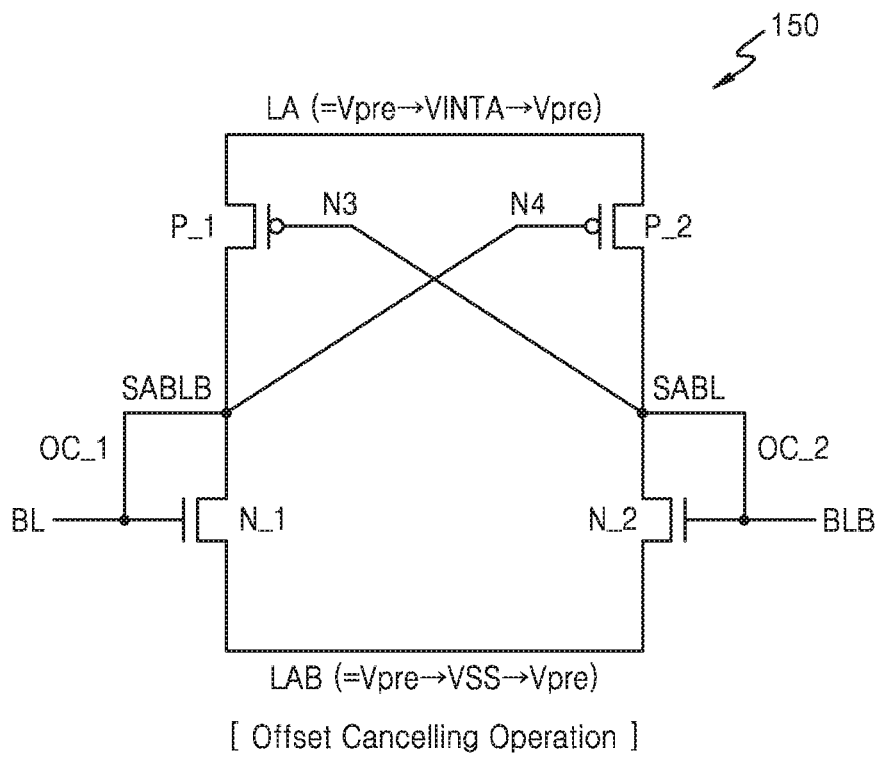 150
LA (=Vpre→VINTA→Vpre)
P_1
N3
N4
P_2
SABLB
SABL
OC_1
OC_2
BL
N_1
N_2
BLB
LAB (=Vpre→VSS→Vpre)
[ Offset Cancelling Operation ]